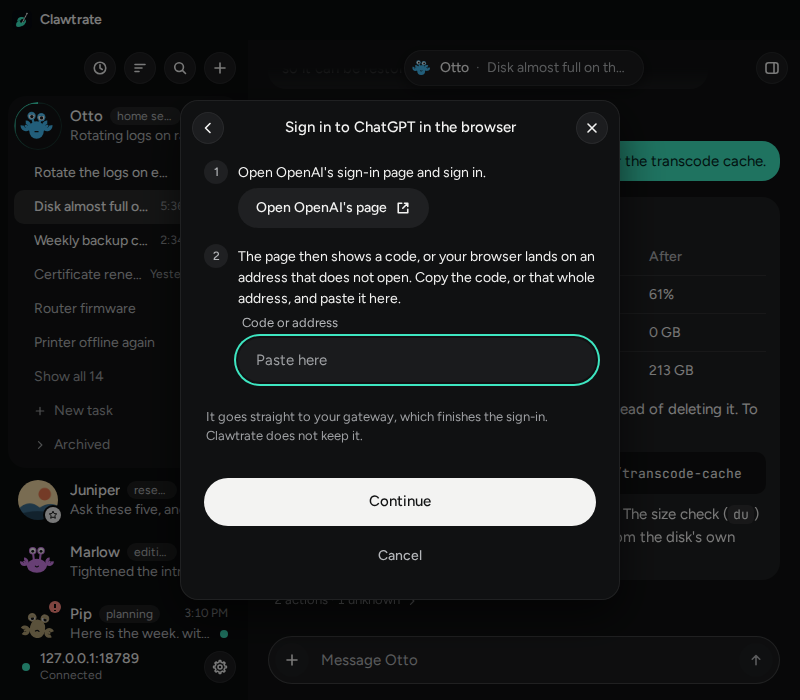 Clawtrate
Otto · Disk almost full on th...
Otto home se...
Rotating logs on r
Rotate the logs on e...
Disk almost full o... 5:36
Weekly backup c... 2:34
Certificate rene... Yeste
Router firmware
Printer offline again
Show all 14
New task
Archived
Juniper rese...
Ask these five, an
Marlow editi...
Tightened the intr
Pip planning 3:10 PM
Here is the week. wit...
127.0.0.1:18789
Connected
Sign in to ChatGPT in the browser
1 Open OpenAI's sign-in page and sign in.
Open OpenAI's page
2 The page then shows a code, or your browser lands on an
address that does not open. Copy the code, or that whole
address, and paste it here.
Code or address
Paste here
It goes straight to your gateway, which finishes the sign-in.
Clawtrate does not keep it.
Continue
Cancel
the transcode cache.
After
61%
0 GB
213 GB
ead of deleting it. To
/transcode-cache
The size check ( du )
om the disk's own
2 actions · 1 unknown
Message Otto